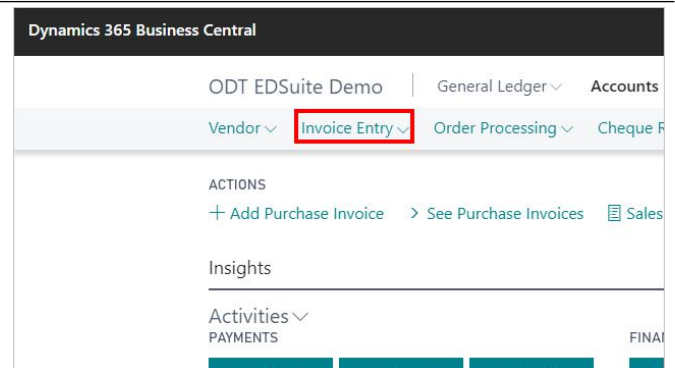 Dynamics 365 Business Central
ODT EDSuite Demo General Ledger Accounts
Vendor Invoice Entry Order Processing Cheque R
ACTIONS
+ Add Purchase Invoice > See Purchase Invoices Sales
Insights
Activities
PAYMENTS FINA